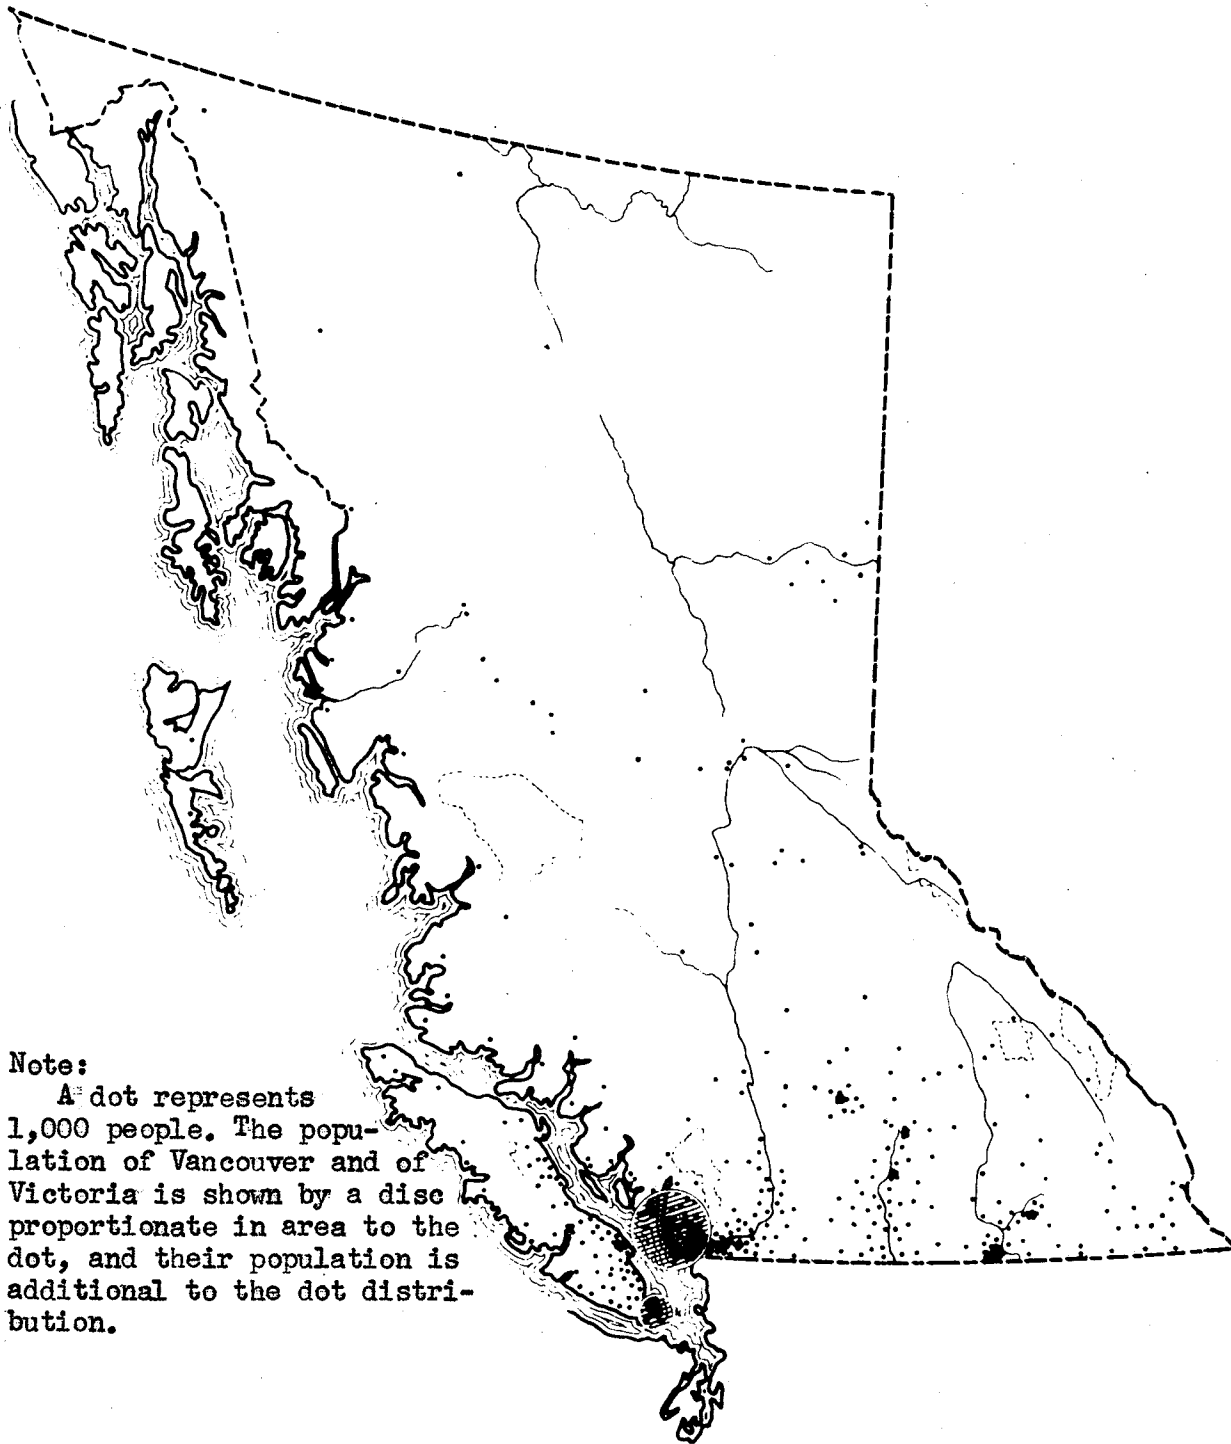 Note:
A dot represents
1,000 people. The popu-
lation of Vancouver and of
Victoria is shown by a disc
proportionate in area to the
dot, and their population is
additional to the dot distri-
bution.